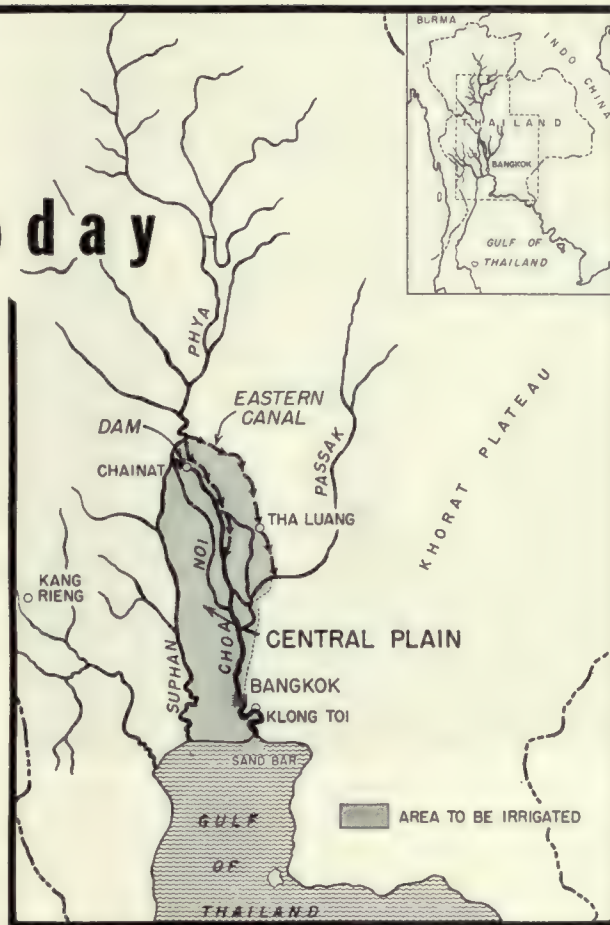 day
BURMA
INDO CHINA
THAILAND
BANGKOK
GULF OF
THAILAND
PHYA
EASTERN
CANAL
DAM
CHAINAT
PASSAK
THA LUANG
KHORAT PLATEAU
NOI
KANG
RIENG
CHOA
CENTRAL PLAIN
SUPHAN
BANGKOK
KLONG TOI
SAND BAR
AREA TO BE IRRIGATED
GULF
OF
THAILAND